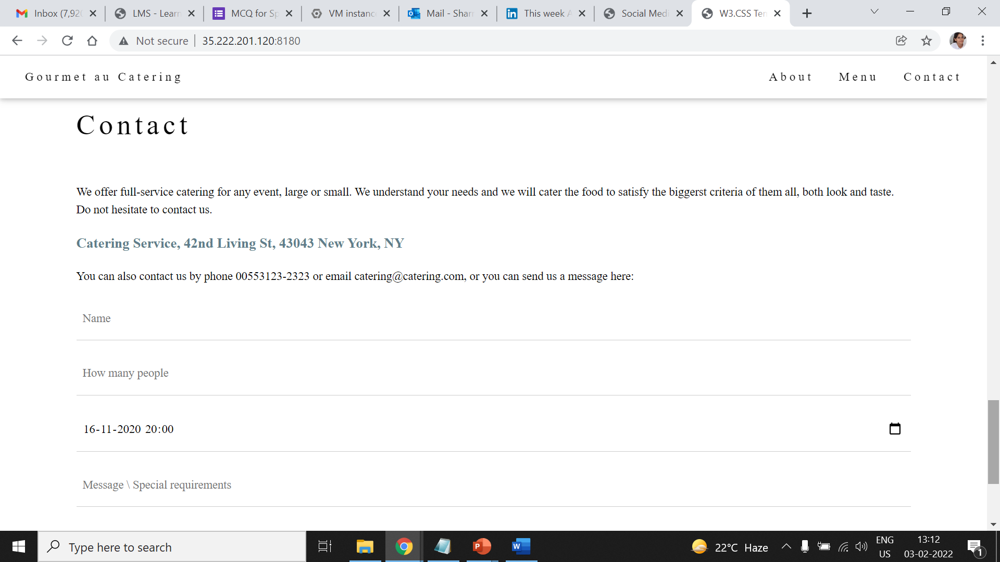 Inbox (7,92
LMS - Learn
MCQ for Sp
VM instanc
Mail - Shar
This week A
Social Medi
W3.CSS Tem
Not secure
35.222.201.120:8180
Gourmet au Catering
About
Menu
Contact
Contact
We offer full-service catering for any event, large or small. We understand your needs and we will cater the food to satisfy the biggerst criteria of them all, both look and taste.
Do not hesitate to contact us.
Catering Service, 42nd Living St, 43043 New York, NY
You can also contact us by phone 00553123-2323 or email catering@catering.com, or you can send us a message here:
Name
How many people
16-11-2020 20:00
Message \ Special requirements
Type here to search
22°C Haze
ENG
US
13:12
03-02-2022
1